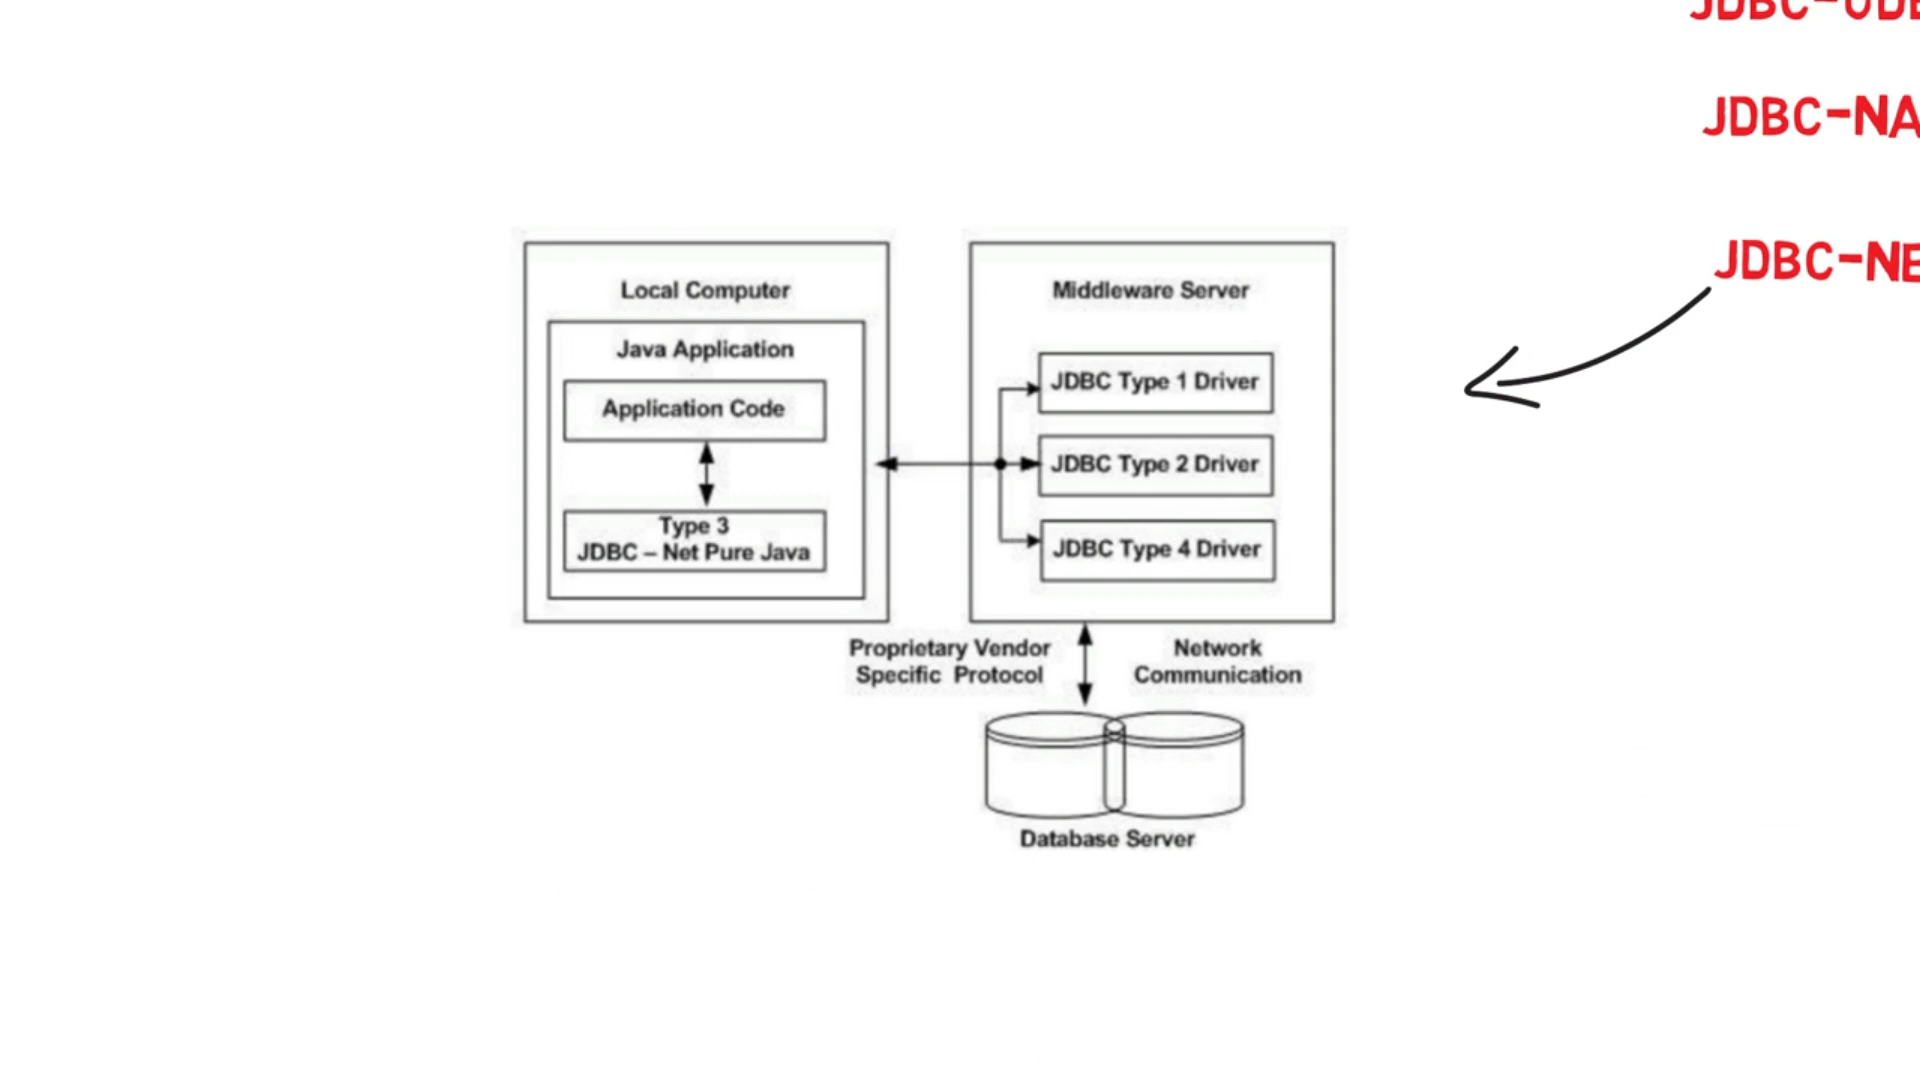 JDBC-NA
JDBC-NE
Local Computer
Java Application
Application Code
Type 3
JDBC – Net Pure Java
Middleware Server
JDBC Type 1 Driver
JDBC Type 2 Driver
JDBC Type 4 Driver
Proprietary Vendor
Specific Protocol
Network
Communication
Database Server